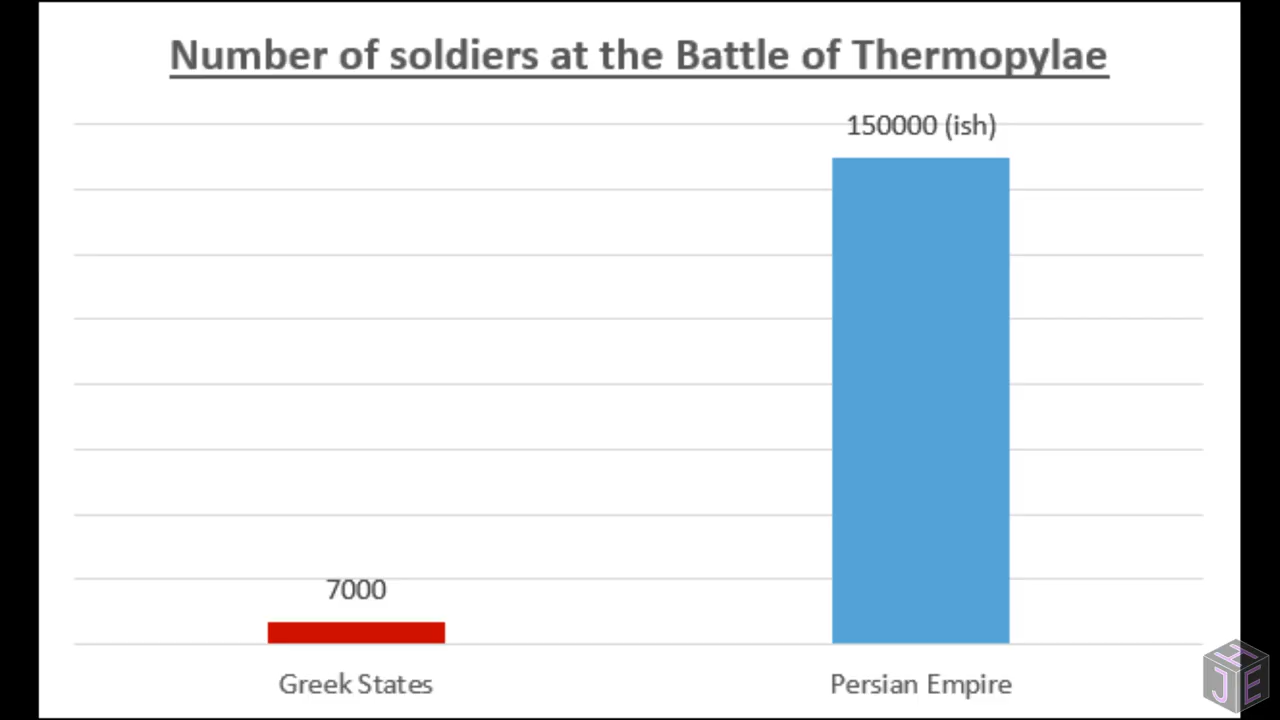 Number of soldiers at the Battle of Thermopylae
150000 (ish)
7000
Greek States
Persian Empire
H
J E